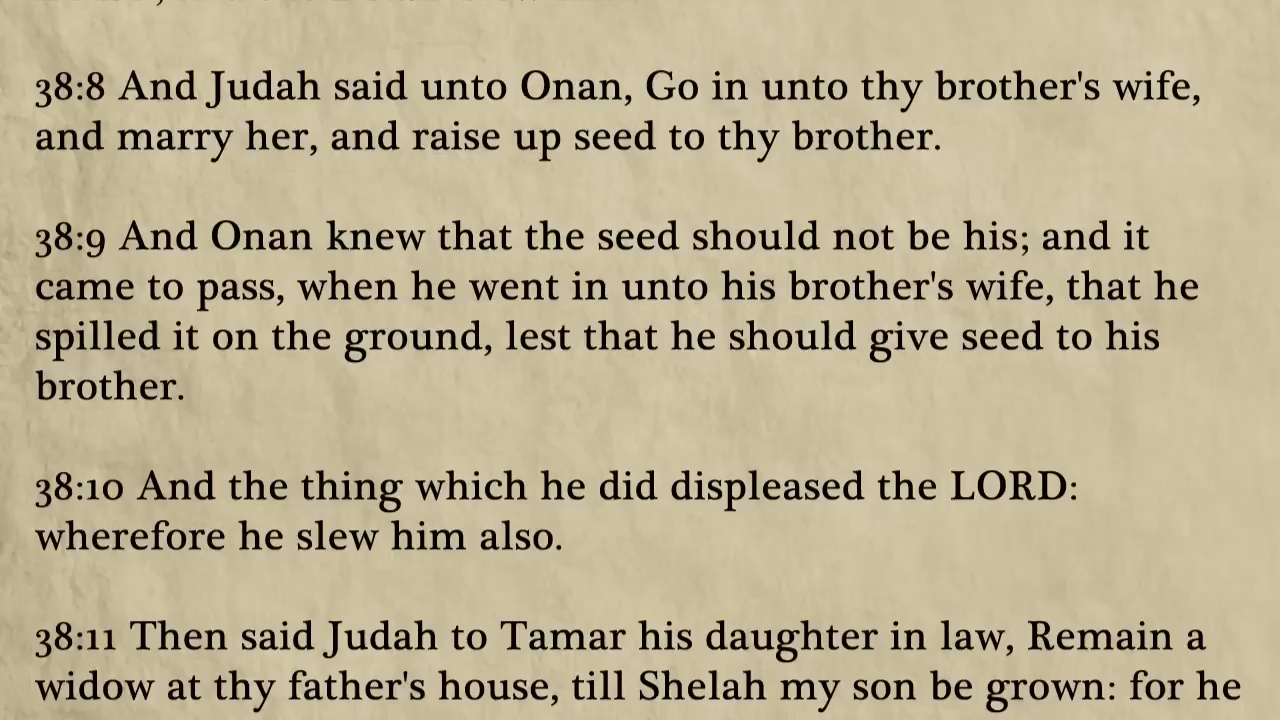 38:8 And Judah said unto Onan, Go in unto thy brother's wife,
and marry her, and raise up seed to thy brother.
38:9 And Onan knew that the seed should not be his; and it
came to pass, when he went in unto his brother's wife, that he
spilled it on the ground, lest that he should give seed to his
brother.
38:10 And the thing which he did displeased the LORD:
wherefore he slew him also.
38:11 Then said Judah to Tamar his daughter in law, Remain a
widow at thy father's house, till Shelah my son be grown: for he